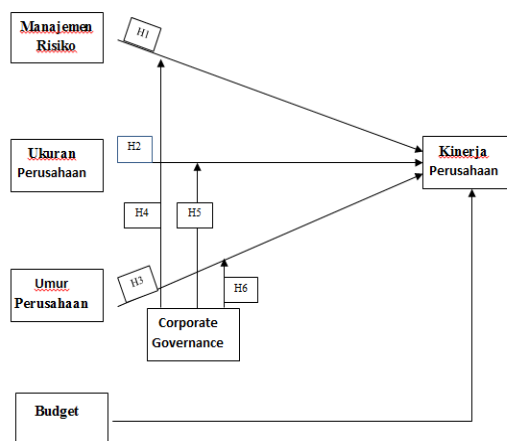 Manajemen
Risiko
H1
Ukuran
Perusahaan
H2
Kinerja
Perusahaan
H4
H5
Umur
Perusahaan
H3
H6
Corporate
Governance
Budget